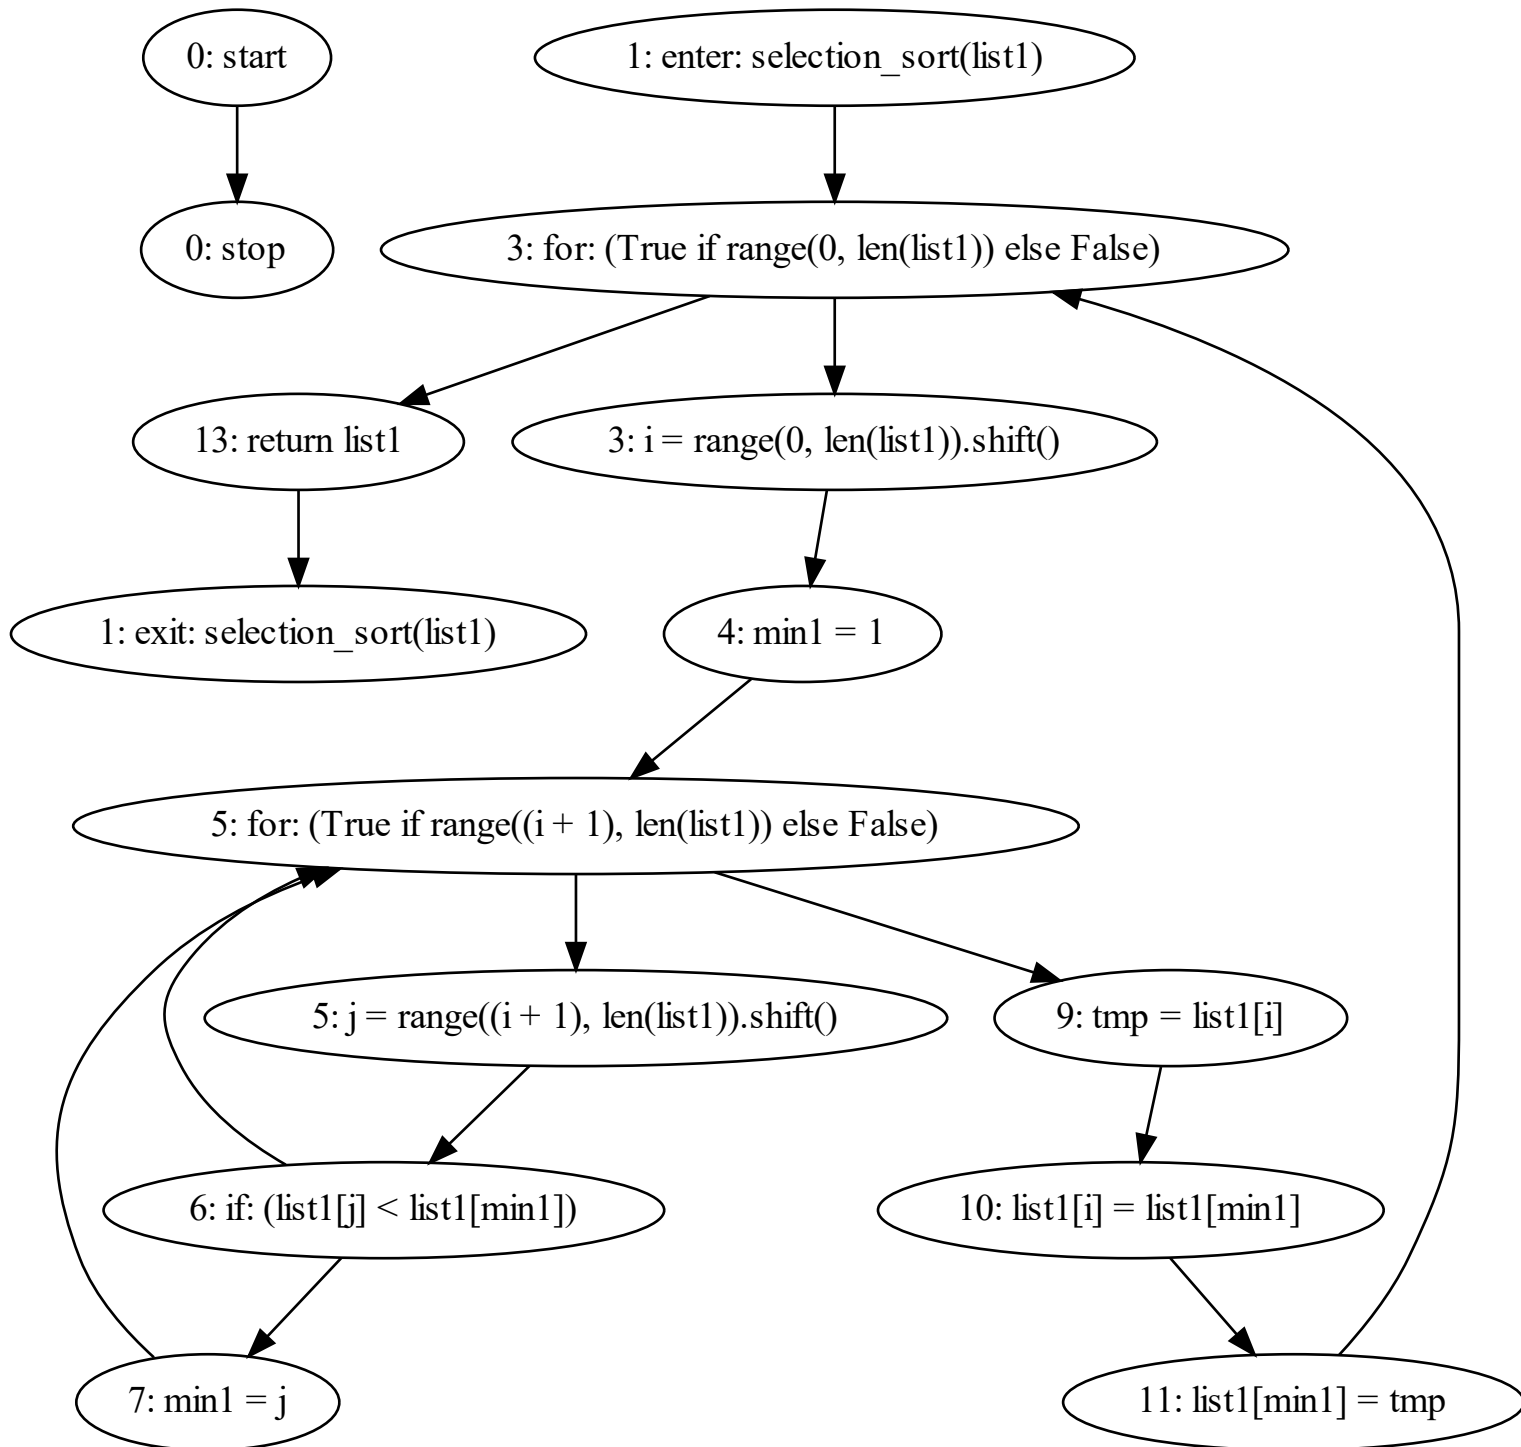 0: start
1: enter: selection_sort(list1)
0: stop
3: for: (True if range(0, len(list1)) else False)
13: return list1
3: i = range(0, len(list1)).shift()
1: exit: selection_sort(list1)
4: min1 = 1
5: for: (True if range((i + 1), len(list1)) else False)
5: j = range((i + 1), len(list1)).shift()
9: tmp = list1[i]
6: if: (list1[j] < list1[min1])
10: list1[i] = list1[min1]
7: min1 = j
11: list1[min1] = tmp